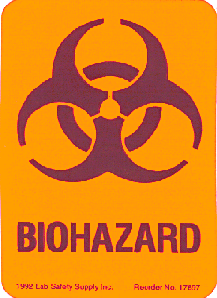 BIOHAZARD
1992 Lab Safety Supply Inc. Reorder No. 17897